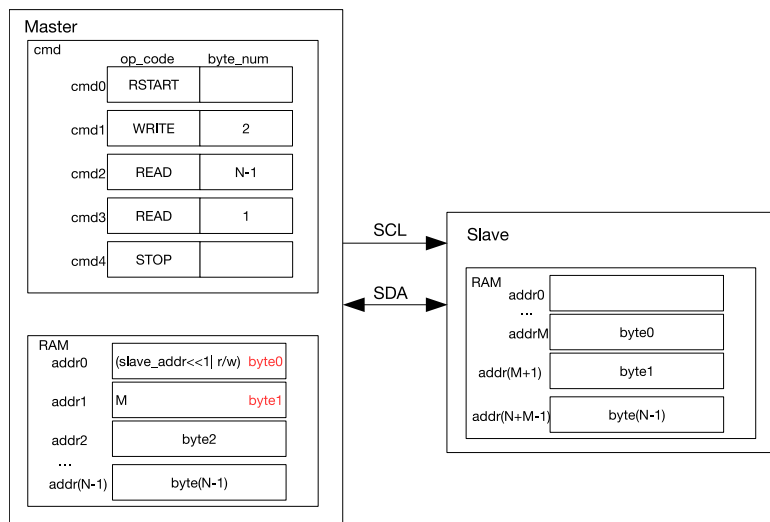 Master
cmd
op_code byte_num
cmd0 RSTART
cmd1 WRITE 2
cmd2 READ N-1
cmd3 READ 1
cmd4 STOP
SCL
SDA
RAM
addr0 (slave_addr<<1| r/w) byte0
addr1 M byte1
addr2 byte2
...
addr(N-1) byte(N-1)
Slave
RAM
addr0
...
addrM byte0
addr(M+1) byte1
addr(N+M-1) byte(N-1)